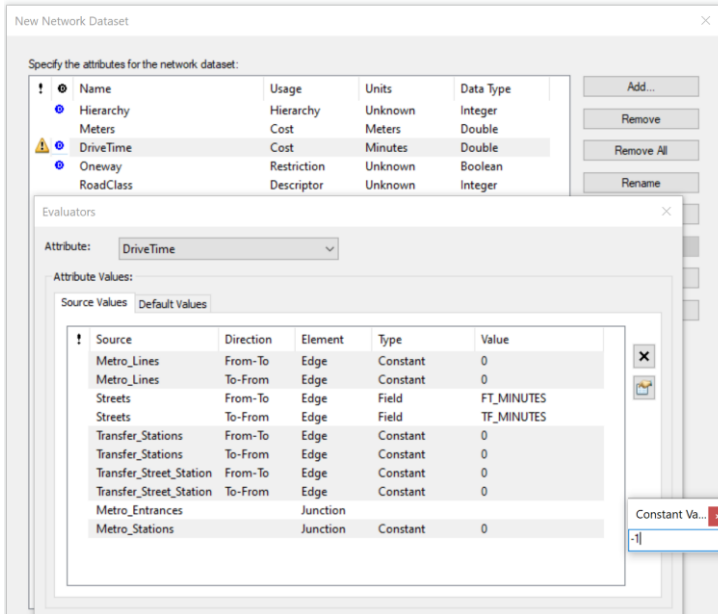 New Network Dataset
Specify the attributes for the network dataset:
! Name Usage Units Data Type
Hierarchy Hierarchy Unknown Integer
Meters Cost Meters Double
DriveTime Cost Minutes Double
Oneway Restriction Unknown Boolean
RoadClass Descriptor Unknown Integer
Add...
Remove
Remove All
Rename
Evaluators
Attribute: DriveTime
Attribute Values:
Source Values Default Values
! Source Direction Element Type Value
Metro_Lines From-To Edge Constant 0
Metro_Lines To-From Edge Constant 0
Streets From-To Edge Field FT_MINUTES
Streets To-From Edge Field TF_MINUTES
Transfer_Stations From-To Edge Constant 0
Transfer_Stations To-From Edge Constant 0
Transfer_Street_Station From-To Edge Constant 0
Transfer_Street_Station To-From Edge Constant 0
Metro_Entrances Junction
Metro_Stations Junction Constant 0
Constant Va...
-1